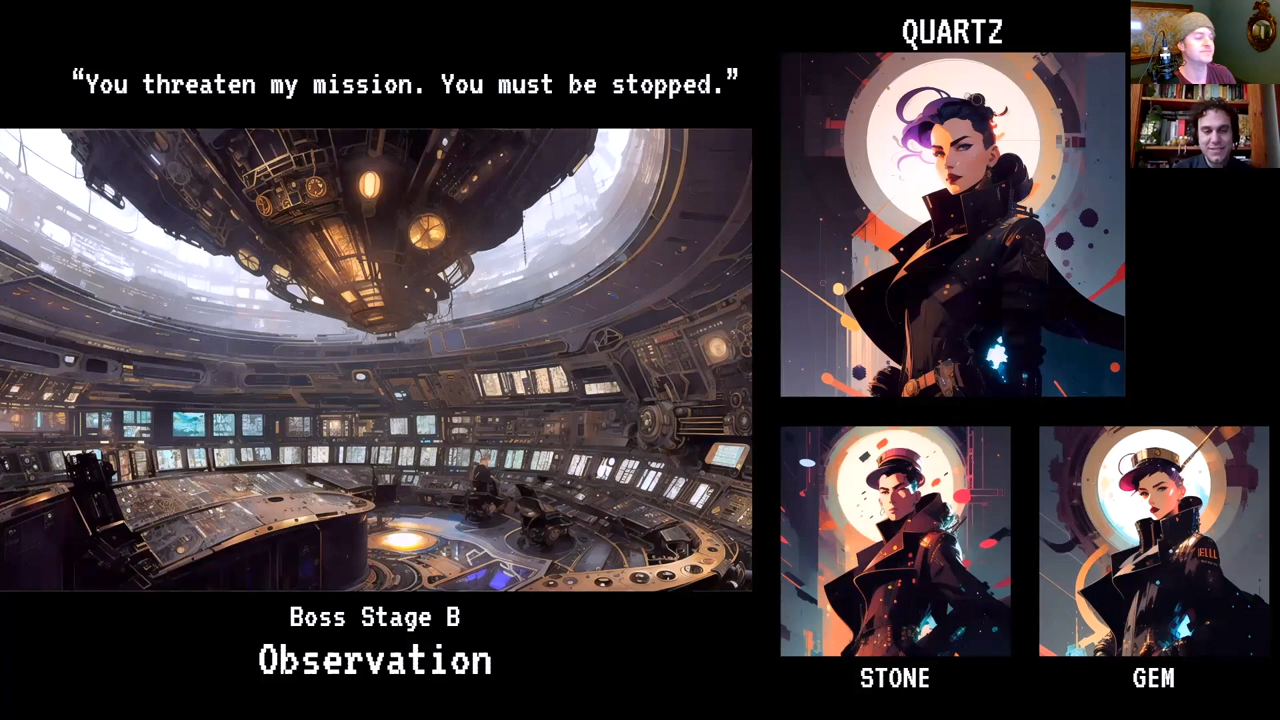 “You threaten my mission. You must be stopped.”
QUARTZ
Boss Stage B
Observation
STONE
GEM